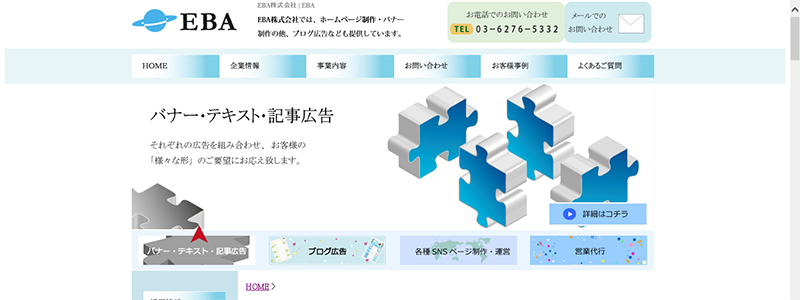 EBA株式会社 | EBA
EBA
EBA株式会社では、ホームページ制作・バナー
制作の他、ブログ広告なども提供しています。
お電話でのお問い合わせ
TEL 03-6276-5332
メールでの
お問い合わせ
HOME 企業情報 事業内容 お問い合わせ お客様事例 よくあるご質問
バナー・テキスト・記事広告
それぞれの広告を組み合わせ、お客様の
「様々な形」のご要望にお応え致します。
詳細はコチラ
バナー・テキスト・記事広告 ブログ広告 各種SNSページ制作・運営 営業代行
HOME